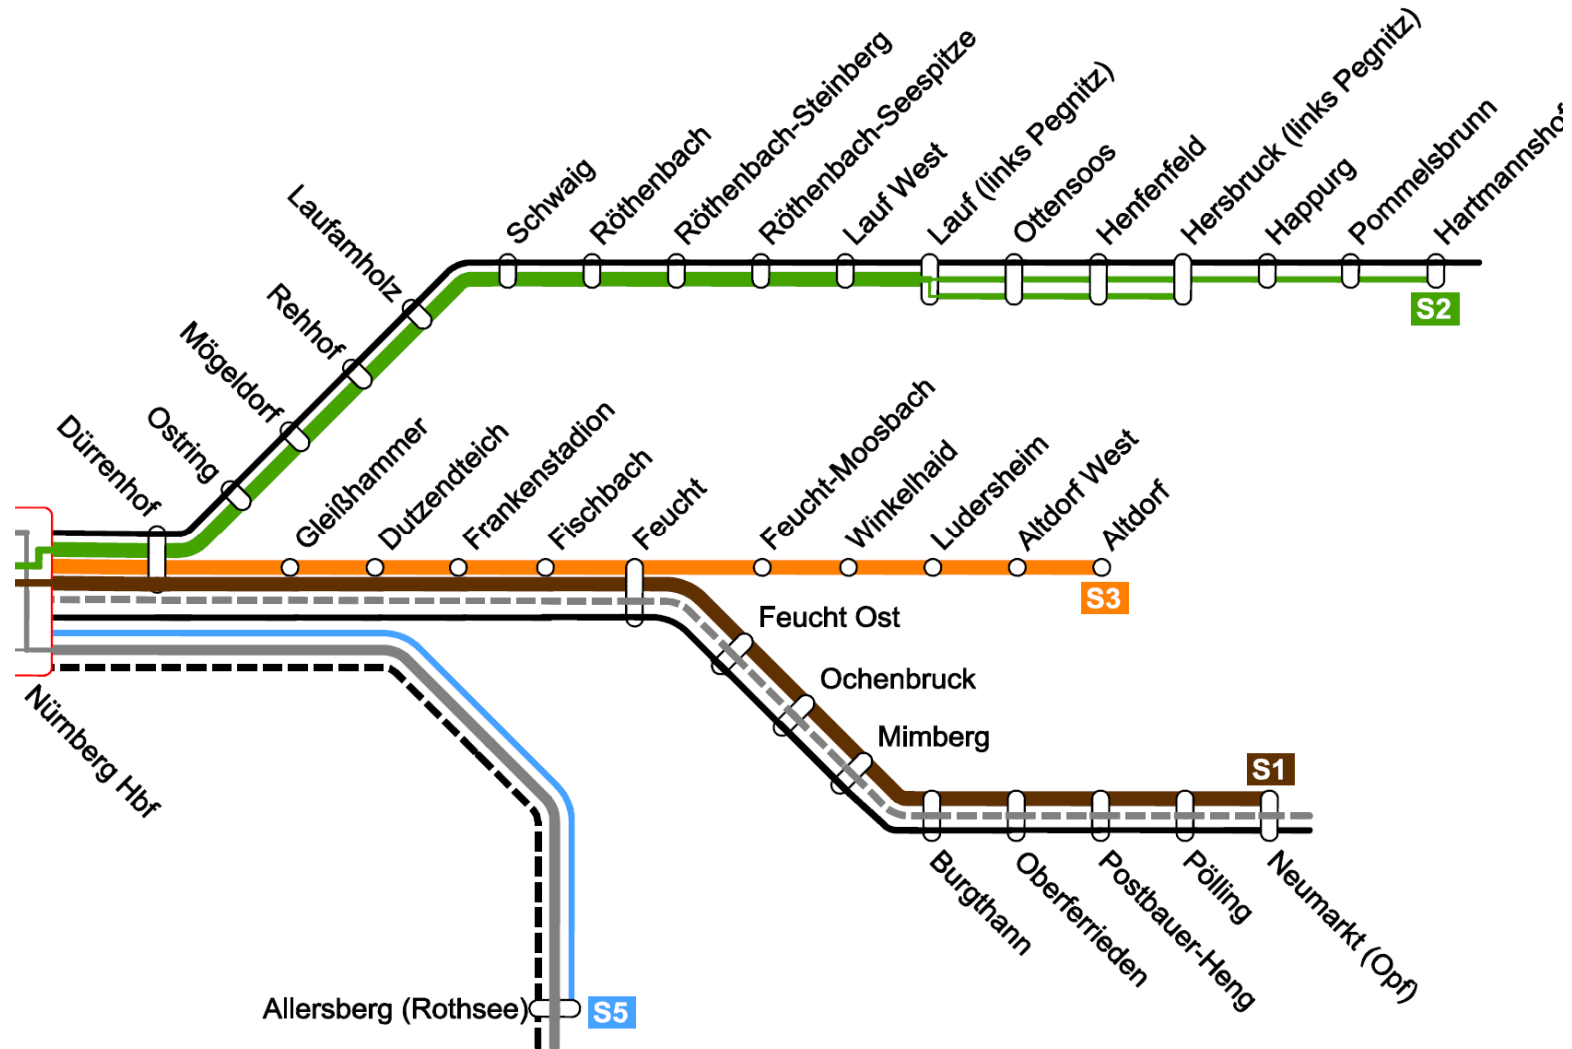 Laufamholz
Rehhof
Mögeldorf
Ostring
Dürrenhof
Schwaig
Röthenbach
Röthenbach-Steinberg
Röthenbach-Seespitze
Lauf West
Lauf (links Pegnitz)
Ottensoos
Henfenfeld
Hersbruck (links Pegnitz)
Happurg
Pommelsbrunn
Hartmannshof
S2
Gleißhammer
Dutzendteich
Frankenstadion
Fischbach
Feucht
Feucht-Moosbach
Winkelhaid
Ludersheim
Altdorf West
Altdorf
S3
Feucht Ost
Ochenbruck
Mimberg
S1
Nürnberg Hbf
Burgthann
Oberferrieden
Postbauer-Heng
Pölling
Neumarkt (Opf)
Allersberg (Rothsee)
S5